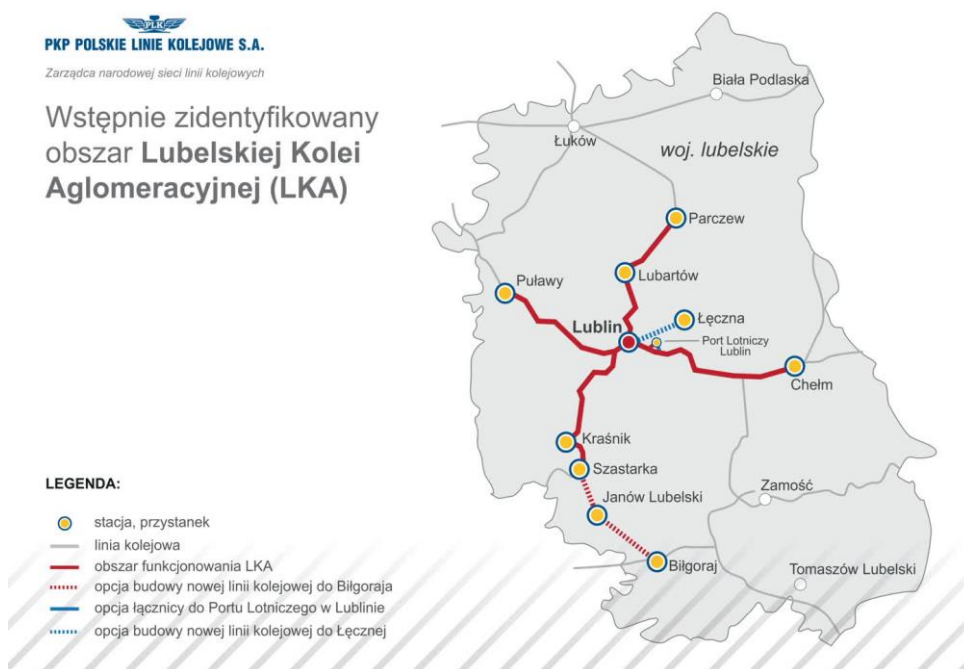 PLK
PKP POLSKIE LINIE KOLEJOWE S.A.
Zarządca narodowej sieci linii kolejowych
Wstępnie zidentyfikowany
obszar Lubelskiej Kolei
Aglomeracyjnej (LKA)
Biała Podlaska
Łuków
woj. lubelskie
Parczew
Lubartów
Puławy
Łęczna
Lublin
Port Lotniczy
Lublin
Chełm
Kraśnik
Szastarka
Janów Lubelski
Zamość
Biłgoraj
Tomaszów Lubelski
LEGENDA:
stacja, przystanek
linia kolejowa
obszar funkcjonowania LKA
opcja budowy nowej linii kolejowej do Biłgoraja
opcja łącznicy do Portu Lotniczego w Lublinie
opcja budowy nowej linii kolejowej do Łęcznej